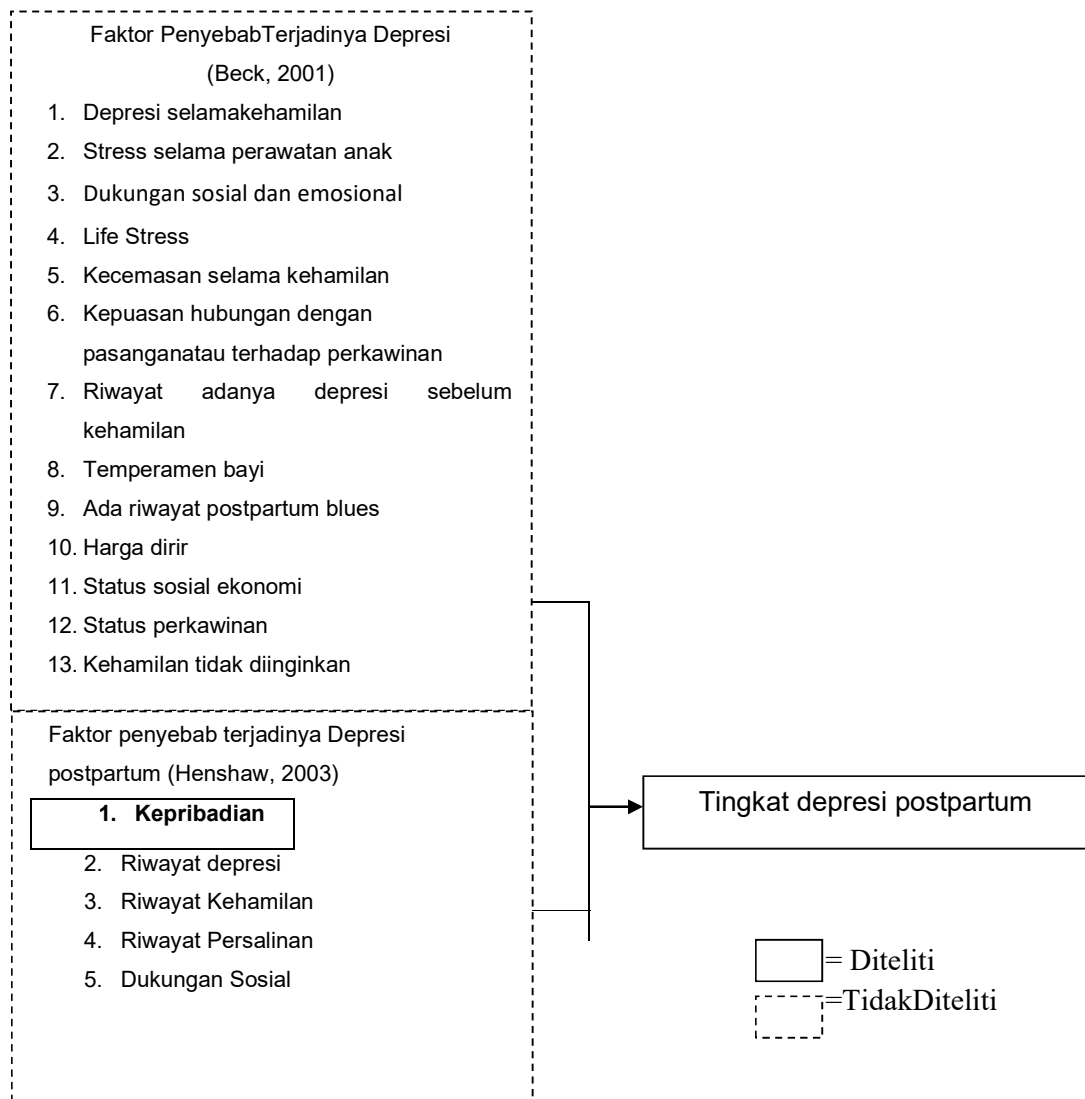 Faktor PenyebabTerjadinya Depresi
(Beck, 2001)
1. Depresi selamakehamilan
2. Stress selama perawatan anak
3. Dukungan sosial dan emosional
4. Life Stress
5. Kecemasan selama kehamilan
6. Kepuasan hubungan dengan
pasanganatau terhadap perkawinan
7. Riwayat adanya depresi sebelum
kehamilan
8. Temperamen bayi
9. Ada riwayat postpartum blues
10. Harga dirir
11. Status sosial ekonomi
12. Status perkawinan
13. Kehamilan tidak diinginkan
Faktor penyebab terjadinya Depresi
postpartum (Henshaw, 2003)
1. Kepribadian
2. Riwayat depresi
3. Riwayat Kehamilan
4. Riwayat Persalinan
5. Dukungan Sosial
Tingkat depresi postpartum
= Diteliti
=TidakDiteliti